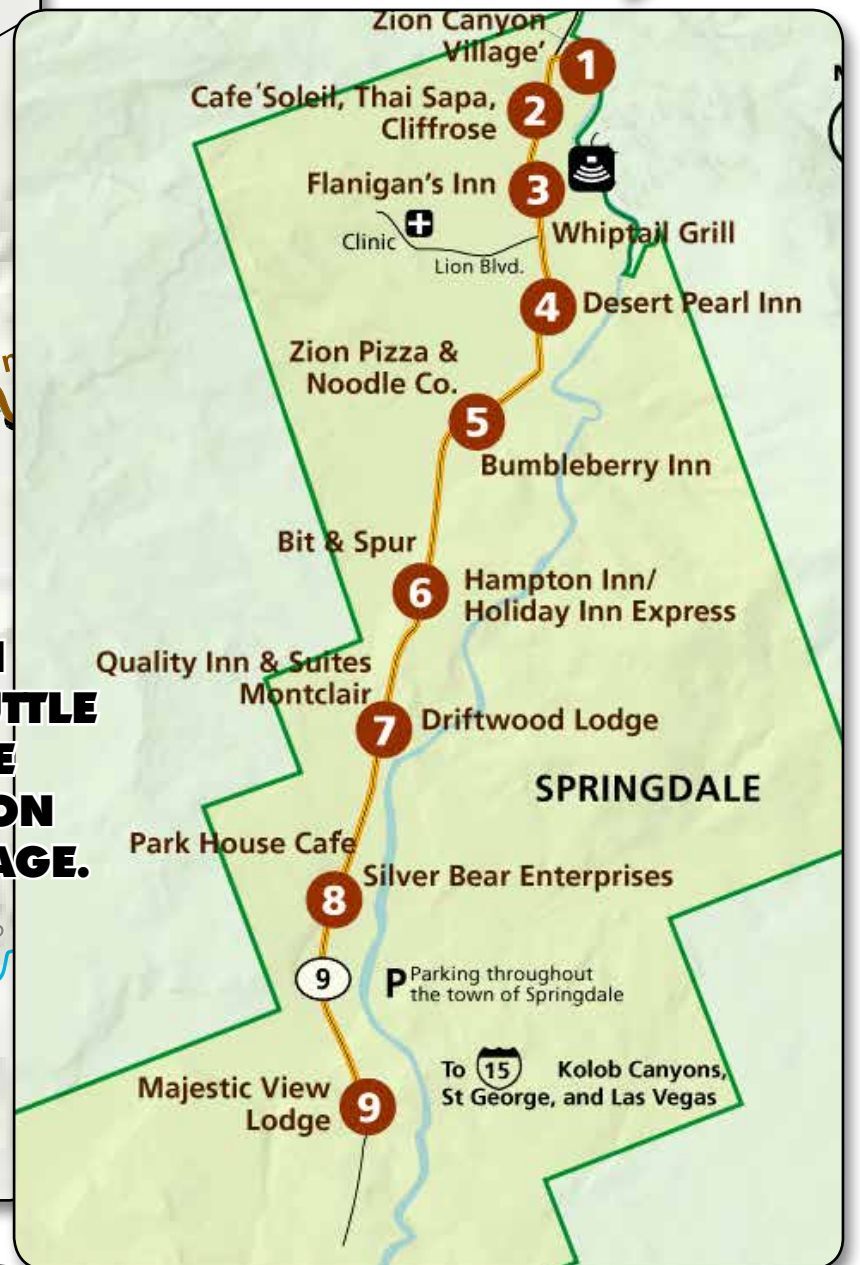 Zion Canyon
Village'
1
Cafe´Soleil, Thai Sapa,
Cliffrose
2
Flanigan's Inn
3
Whiptail Grill
Clinic
Lion Blvd.
4
Desert Pearl Inn
Zion Pizza &
Noodle Co.
5
Bumbleberry Inn
Bit & Spur
6
Hampton Inn/
Holiday Inn Express
Quality Inn & Suites
Montclair
7
Driftwood Lodge
SPRINGDALE
Park House Cafe
8
Silver Bear Enterprises
9
P Parking throughout
the town of Springdale
To 15 Kolob Canyons,
St George, and Las Vegas
Majestic View
Lodge
9